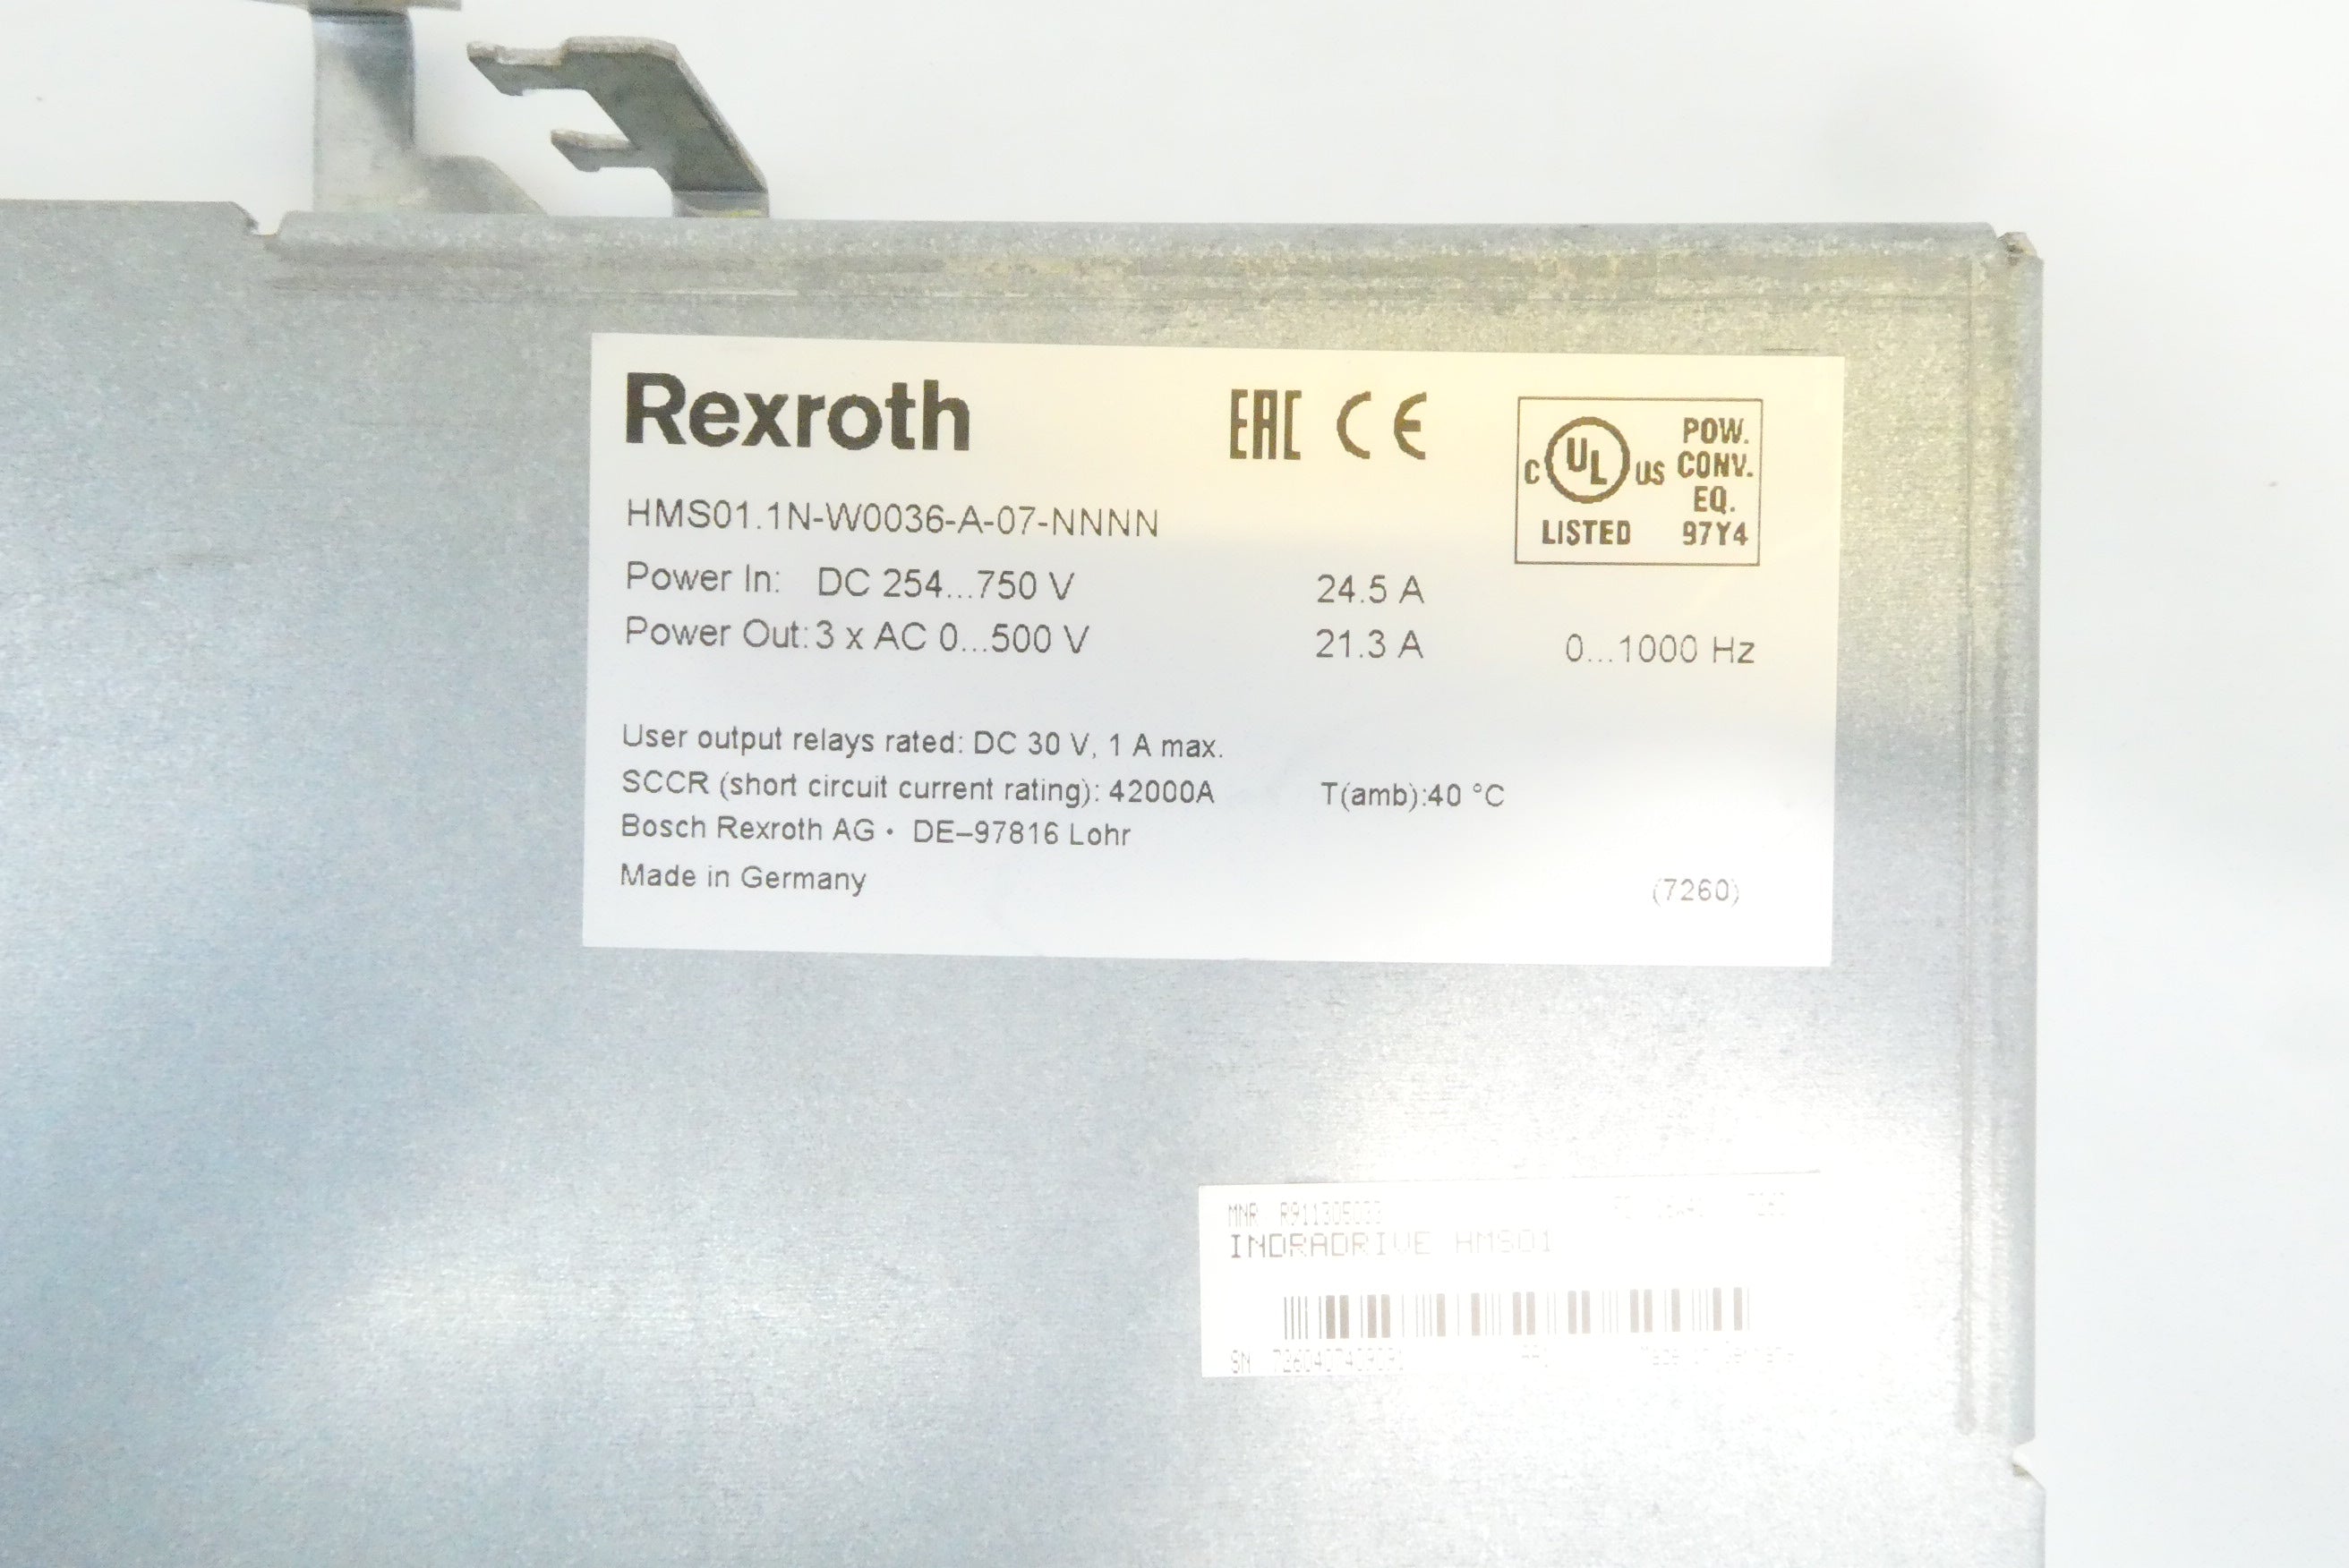 Rexroth
EAC CE
C UL US LISTED
POW.
CONV.
EQ.
97Y4
HMS01.1N-W0036-A-07-NNNN
Power In: DC 254...750 V 24.5 A
Power Out: 3 x AC 0...500 V 21.3 A 0...1000 Hz
User output relays rated: DC 30 V, 1 A max.
SCCR (short circuit current rating): 42000A T(amb):40 °C
Bosch Rexroth AG • DE–97816 Lohr
Made in Germany (7260)
MNR
INDRADRIVE HMS01
SN